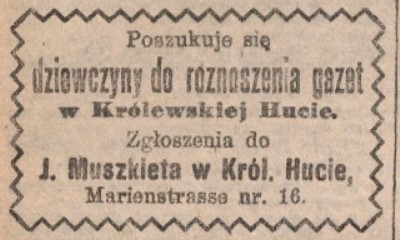 Poszukuje się
dziewczyny do roznoszenia gazet
w Królewskiej Hucie.
Zgłoszenia do
J. Muszkieta w Król. Hucie,
Marienstrasse nr. 16.